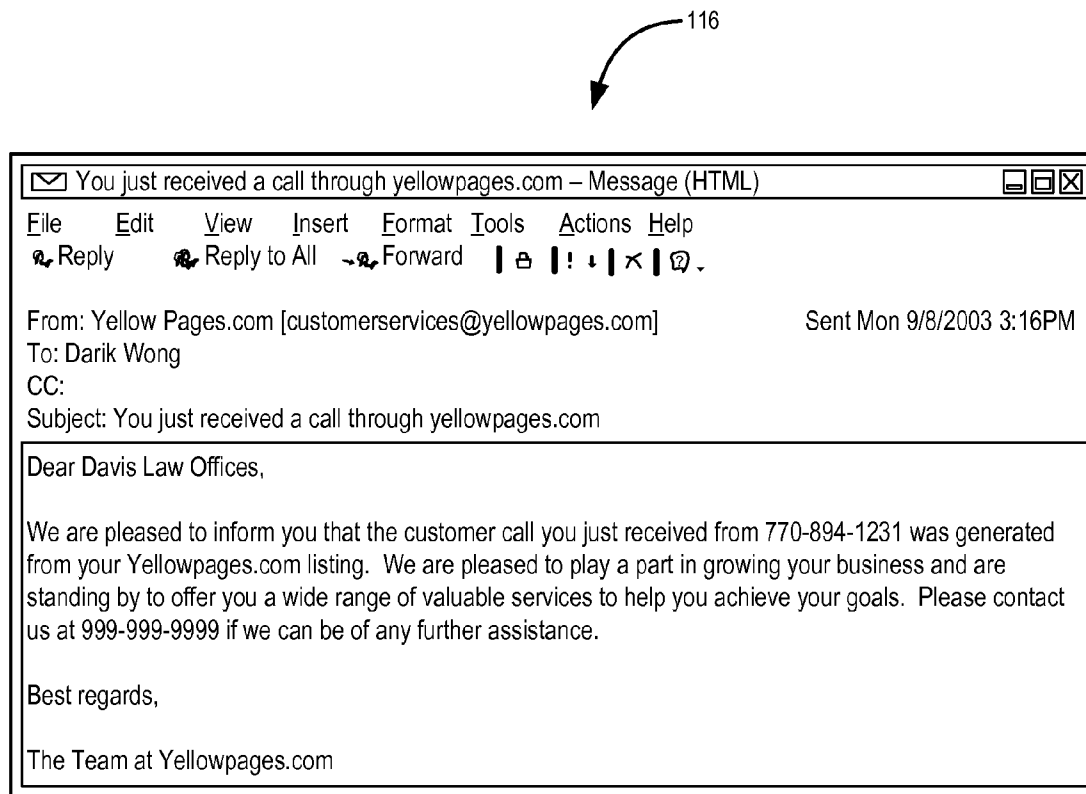 116
You just received a call through yellowpages.com – Message (HTML)
File Edit View Insert Format Tools Actions Help
Reply Reply to All Forward
From: Yellow Pages.com [customerservices@yellowpages.com] Sent Mon 9/8/2003 3:16PM
To: Darik Wong
CC:
Subject: You just received a call through yellowpages.com
Dear Davis Law Offices,
We are pleased to inform you that the customer call you just received from 770-894-1231 was generated
from your Yellowpages.com listing. We are pleased to play a part in growing your business and are
standing by to offer you a wide range of valuable services to help you achieve your goals. Please contact
us at 999-999-9999 if we can be of any further assistance.
Best regards,
The Team at Yellowpages.com